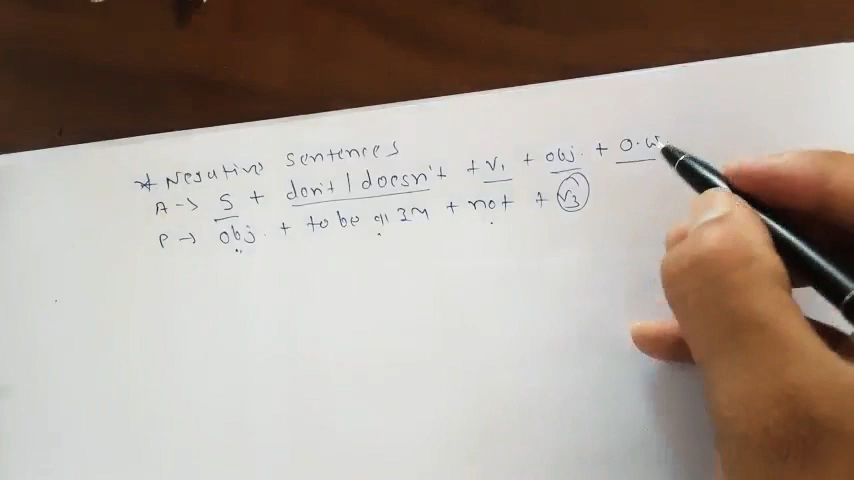 * Negative sentences
A → S + don't / doesn't + V1 + obj. + O.w
P → obj. + to be का रूप + not + V3